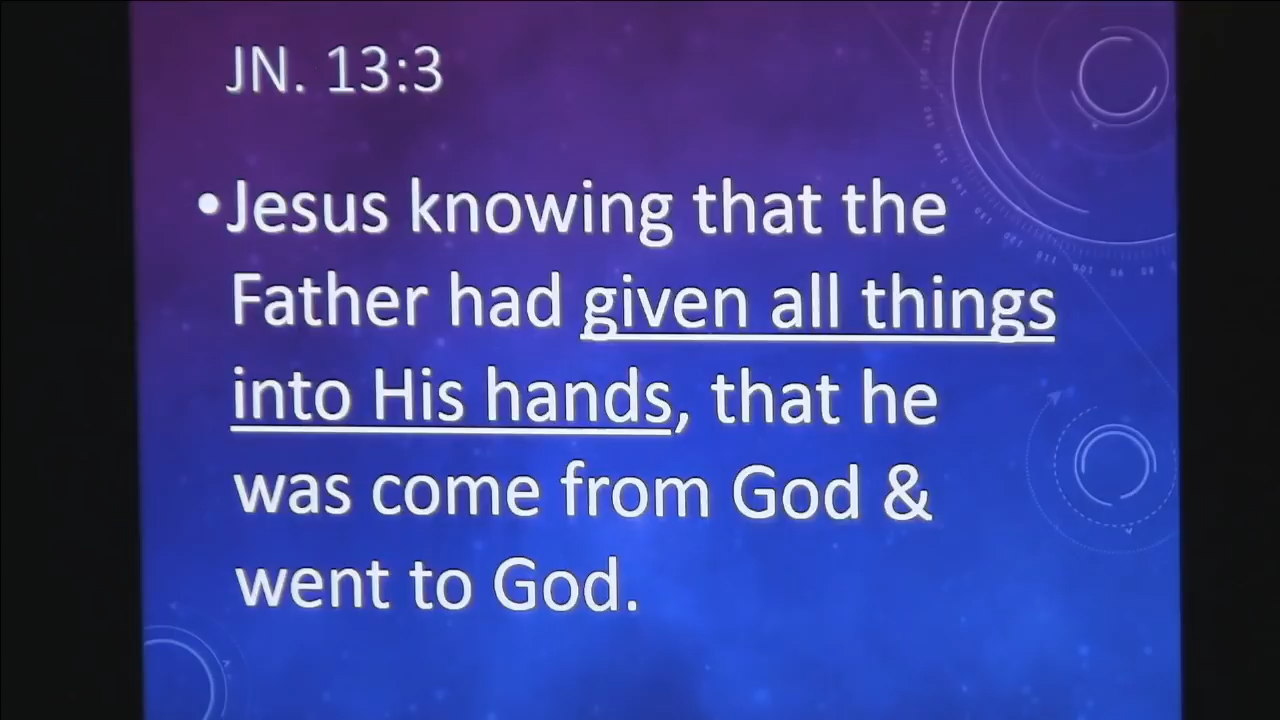 JN. 13:3
•Jesus knowing that the
Father had given all things
into His hands, that he
was come from God &
went to God.